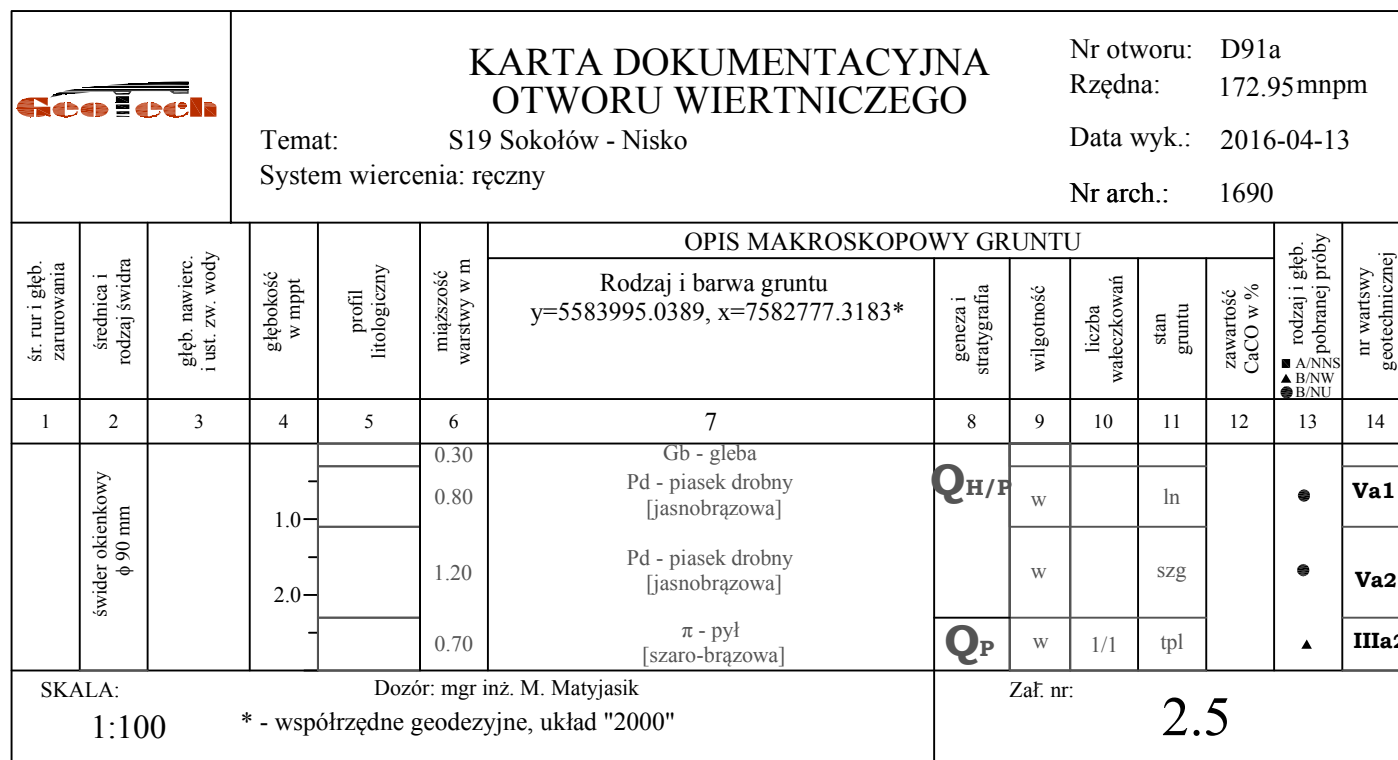 GeoTech
KARTA DOKUMENTACYJNA
OTWORU WIERTNICZEGO
Temat: S19 Sokołów - Nisko
System wiercenia: ręczny
Nr otworu: D91a
Rzędna: 172.95mnpm
Data wyk.: 2016-04-13
Nr arch.: 1690
śr. rur i głęb.
zarurowania
średnica i
rodzaj świdra
głęb. nawierc.
i ust. zw. wody
głębokość
w mppt
profil
litologiczny
miąższość
warstwy w m
OPIS MAKROSKOPOWY GRUNTU
Rodzaj i barwa gruntu
y=5583995.0389, x=7582777.3183*
geneza i
stratygrafia
wilgotność
liczba
wałeczkowań
stan
gruntu
zawartość
CaCO w %
rodzaj i głęb.
pobranej próby
■ A/NNS
▲ B/NW
● B/NU
nr wartswy
geotechnicznej
1 2 3 4 5 6 7 8 9 10 11 12 13 14
świder okienkowy
ϕ 90 mm
1.0
2.0
0.30 Gb - gleba
0.80 Pd - piasek drobny
[jasnobrązowa]
QH/P w ln ● Va1
1.20 Pd - piasek drobny
[jasnobrązowa]
w szg ● Va2
0.70 π - pył
[szaro-brązowa]
QP w 1/1 tpl ▲ IIIa2
SKALA:
1:100
Dozór: mgr inż. M. Matyjasik
* - współrzędne geodezyjne, układ "2000"
Zał. nr:
2.5